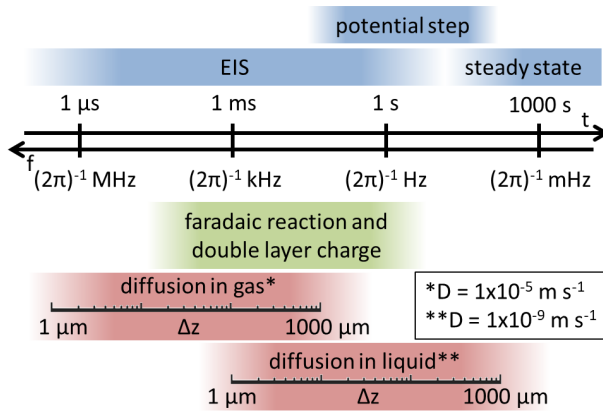 potential step
EIS
steady state
1 µs 1 ms 1 s 1000 s
t
f
(2π)⁻¹ MHz (2π)⁻¹ kHz (2π)⁻¹ Hz (2π)⁻¹ mHz
faradaic reaction and
double layer charge
diffusion in gas*
1 µm Δz 1000 µm
*D = 1x10⁻⁵ m s⁻¹
**D = 1x10⁻⁹ m s⁻¹
diffusion in liquid**
1 µm Δz 1000 µm